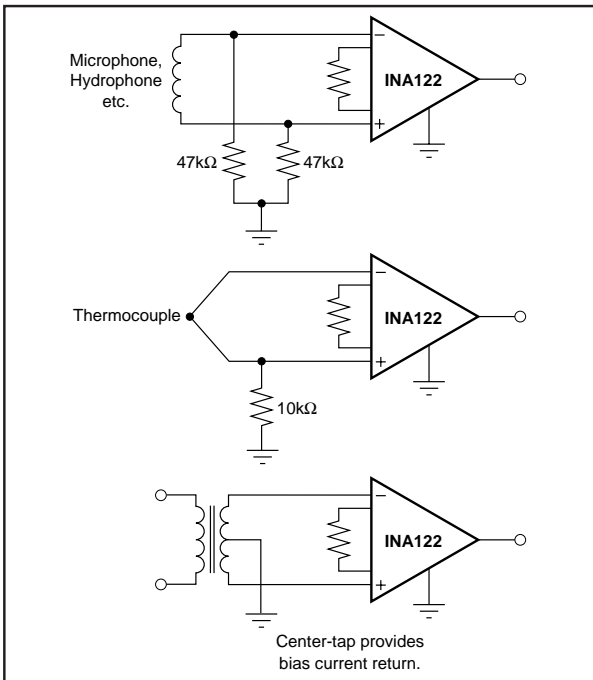 Microphone,
Hydrophone
etc.
−
INA122
+
47kΩ
47kΩ
−
Thermocouple
INA122
+
10kΩ
−
INA122
+
Center-tap provides
bias current return.